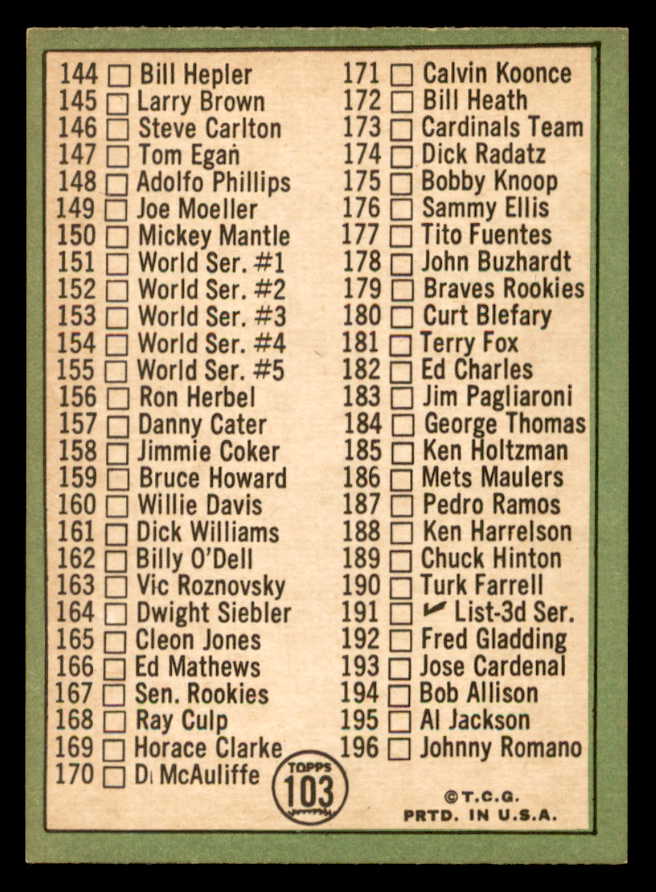 144 □ Bill Hepler
145 □ Larry Brown
146 □ Steve Carlton
147 □ Tom Egan
148 □ Adolfo Phillips
149 □ Joe Moeller
150 □ Mickey Mantle
151 □ World Ser. #1
152 □ World Ser. #2
153 □ World Ser. #3
154 □ World Ser. #4
155 □ World Ser. #5
156 □ Ron Herbel
157 □ Danny Cater
158 □ Jimmie Coker
159 □ Bruce Howard
160 □ Willie Davis
161 □ Dick Williams
162 □ Billy O'Dell
163 □ Vic Roznovsky
164 □ Dwight Siebler
165 □ Cleon Jones
166 □ Ed Mathews
167 □ Sen. Rookies
168 □ Ray Culp
169 □ Horace Clarke
170 □ D. McAuliffe
171 □ Calvin Koonce
172 □ Bill Heath
173 □ Cardinals Team
174 □ Dick Radatz
175 □ Bobby Knoop
176 □ Sammy Ellis
177 □ Tito Fuentes
178 □ John Buzhardt
179 □ Braves Rookies
180 □ Curt Blefary
181 □ Terry Fox
182 □ Ed Charles
183 □ Jim Pagliaroni
184 □ George Thomas
185 □ Ken Holtzman
186 □ Mets Maulers
187 □ Pedro Ramos
188 □ Ken Harrelson
189 □ Chuck Hinton
190 □ Turk Farrell
191 □ ✔ List-3d Ser.
192 □ Fred Gladding
193 □ Jose Cardenal
194 □ Bob Allison
195 □ Al Jackson
196 □ Johnny Romano
TOPPS
103
© T.C.G.
PRTD. IN U.S.A.